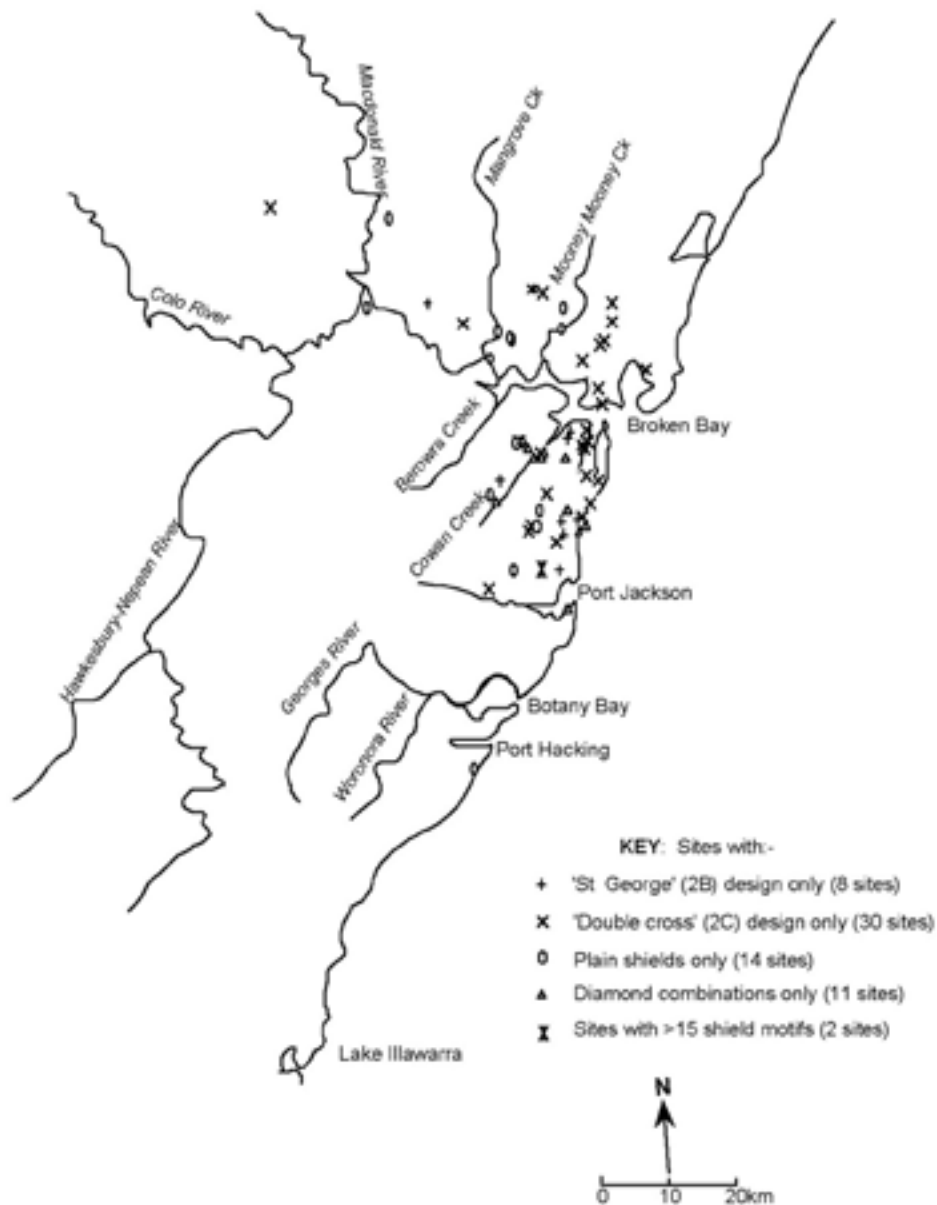 Macdonald River
Mangrove Ck
Mooney Mooney Ck
Colo River
Broken Bay
Berowra Creek
Cowan Creek
Hawkesbury-Nepean River
Port Jackson
Georges River
Woronora River
Botany Bay
Port Hacking
KEY: Sites with:-
'St George' (2B) design only (8 sites)
'Double cross' (2C) design only (30 sites)
Plain shields only (14 sites)
Diamond combinations only (11 sites)
Sites with >15 shield motifs (2 sites)
Lake Illawarra
N
0 10 20km